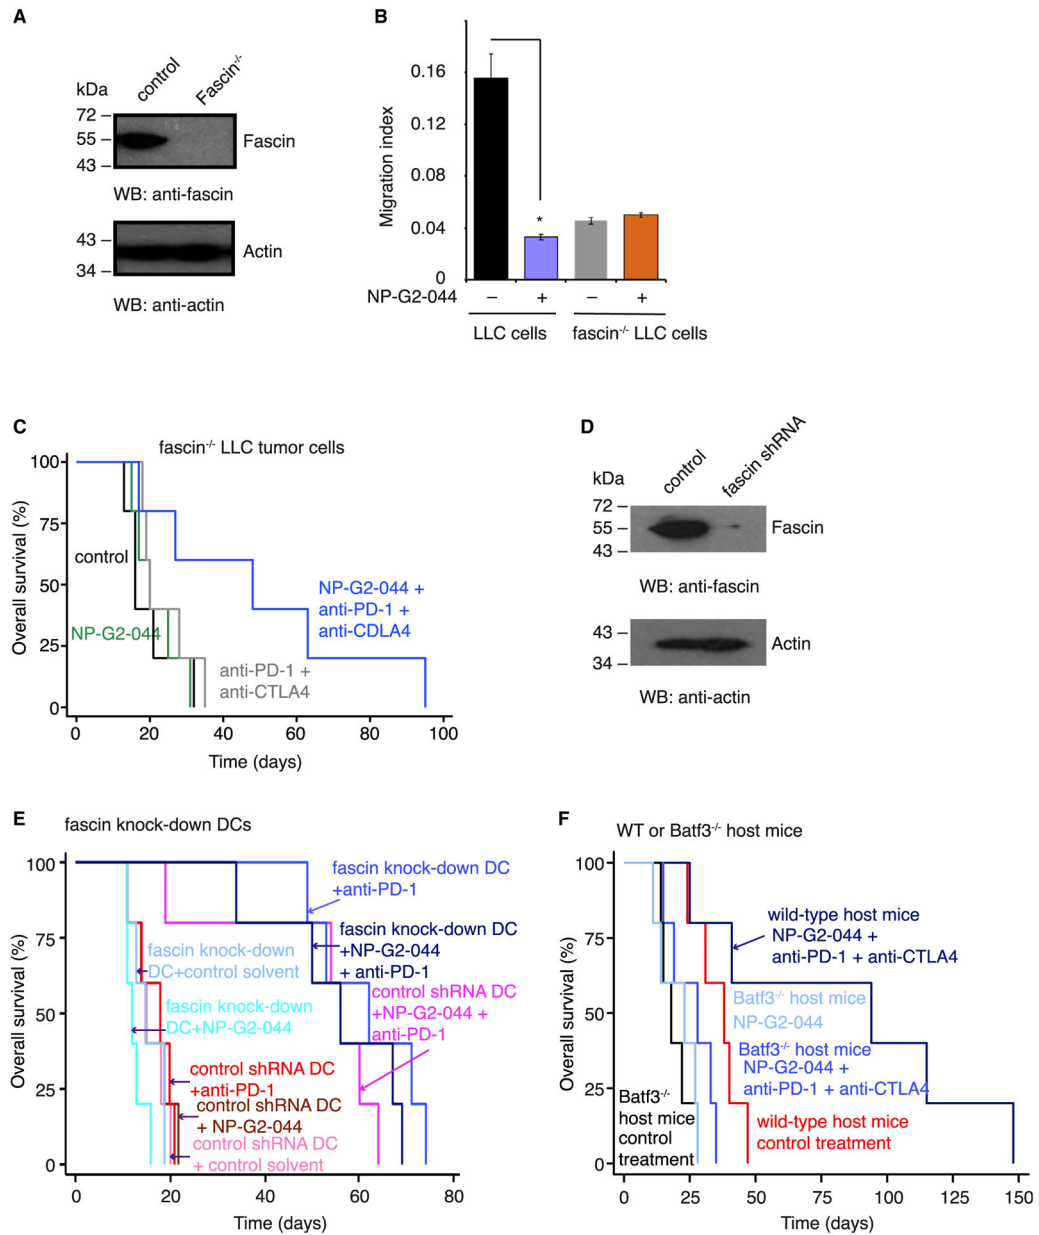 A
control
Fascin-/-
kDa
72
55
43
Fascin
WB: anti-fascin
43
34
Actin
WB: anti-actin
B
Migration index
0.16
0.12
0.08
0.04
0
*
NP-G2-044
– + – +
LLC cells
fascin-/- LLC cells
C
fascin-/- LLC tumor cells
Overall survival (%)
100
75
50
25
0
control
NP-G2-044
NP-G2-044 +
anti-PD-1 +
anti-CDLA4
anti-PD-1 +
anti-CTLA4
0 20 40 60 80 100
Time (days)
D
control
fascin shRNA
kDa
72
55
43
Fascin
WB: anti-fascin
43
34
Actin
WB: anti-actin
E
fascin knock-down DCs
Overall survival (%)
100
75
50
25
0
fascin knock-down DC
+anti-PD-1
fascin knock-down DC
+NP-G2-044
+ anti-PD-1
fascin knock-down
DC+control solvent
control shRNA DC
+NP-G2-044 +
anti-PD-1
fascin knock-down
DC+NP-G2-044
control shRNA DC
+anti-PD-1
control shRNA DC
+ NP-G2-044
control shRNA DC
+ control solvent
0 20 40 60 80
Time (days)
F
WT or Batf3-/- host mice
Overall survival (%)
100
75
50
25
0
wild-type host mice
NP-G2-044 +
anti-PD-1 + anti-CTLA4
Batf3-/- host mice
NP-G2-044
Batf3-/- host mice
NP-G2-044 +
anti-PD-1 + anti-CTLA4
Batf3-/-
host mice
control
treatment
wild-type host mice
control treatment
0 25 50 75 100 125 150
Time (days)